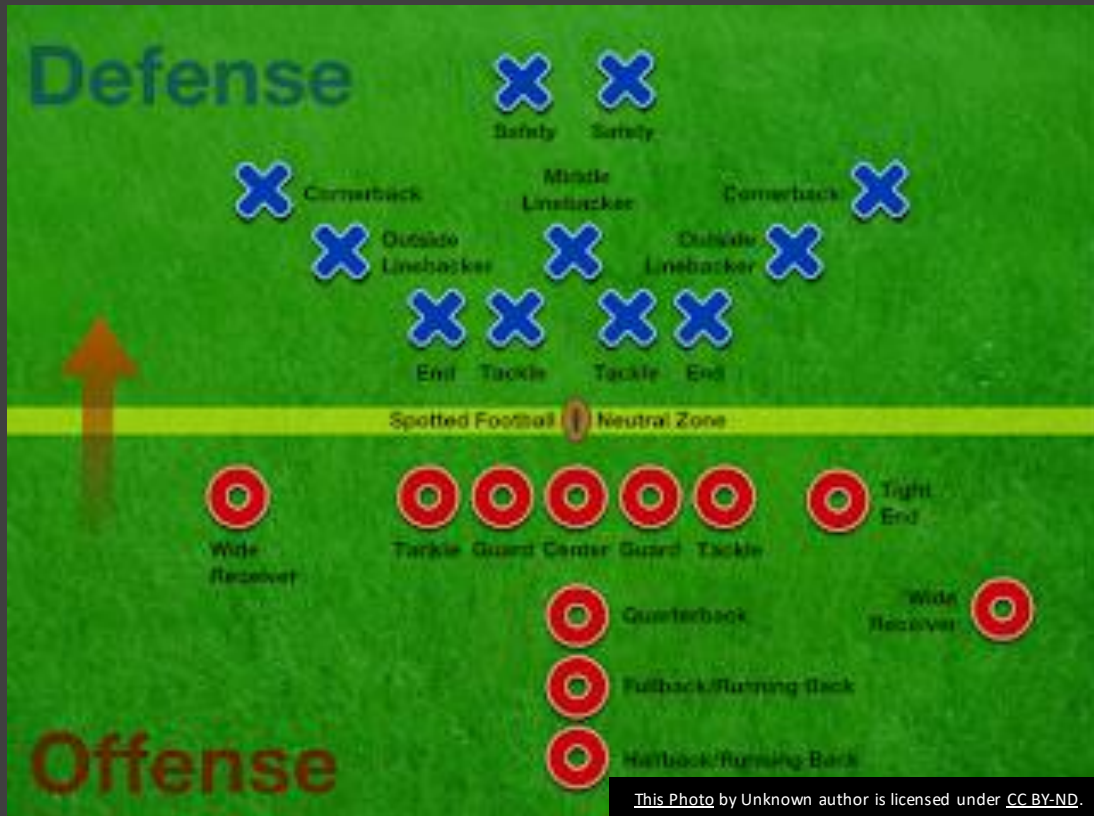 Defense
Safety Safety
Cornerback
Middle
Linebacker
Cornerback
Outside
Linebacker
Outside
Linebacker
End Tackle Tackle End
Spotted Football Neutral Zone
Wide
Receiver
Tackle Guard Center Guard Tackle
Tight
End
Quarterback
Wide
Receiver
Fullback/Running Back
Halfback/Running Back
Offense
This Photo by Unknown author is licensed under CC BY-ND.